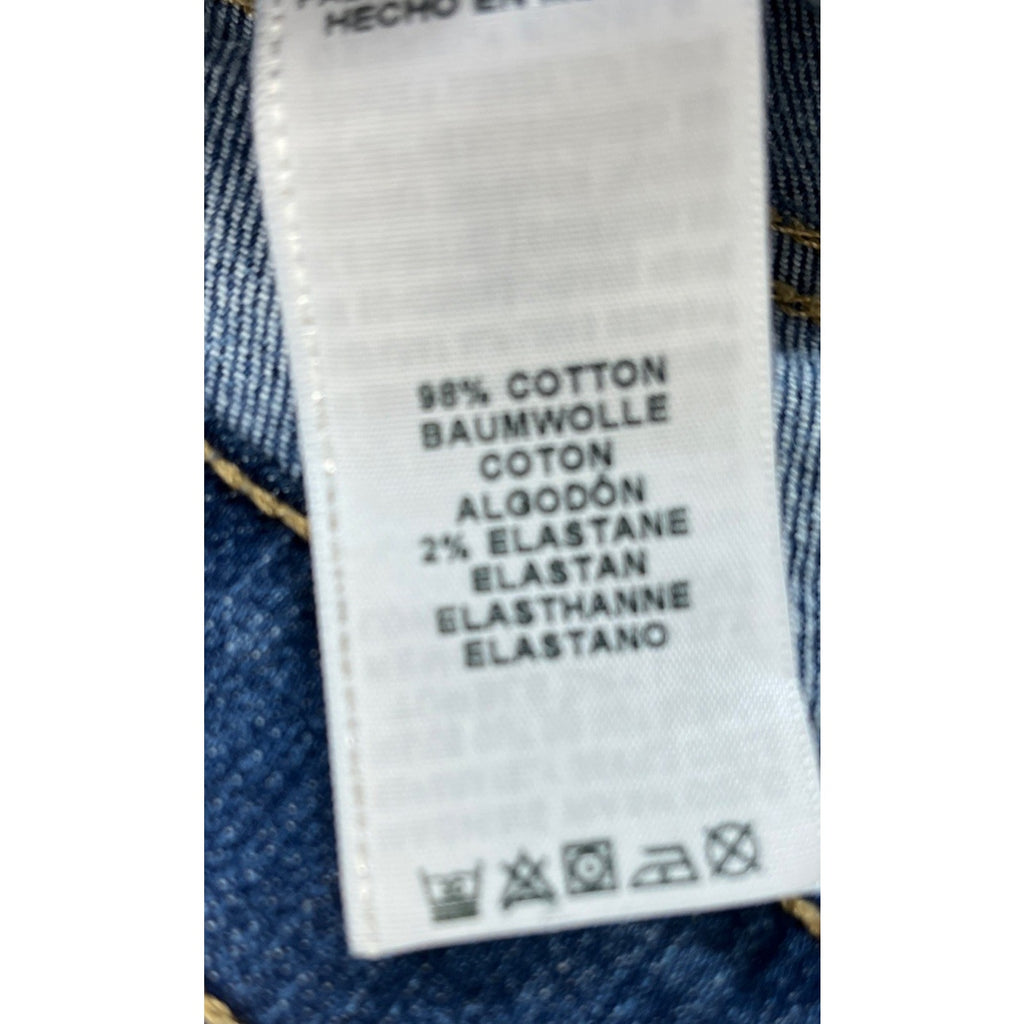 HECHO EN
98% COTTON
BAUMWOLLE
COTON
ALGODÓN
2% ELASTANE
ELASTAN
ELASTHANNE
ELASTANO